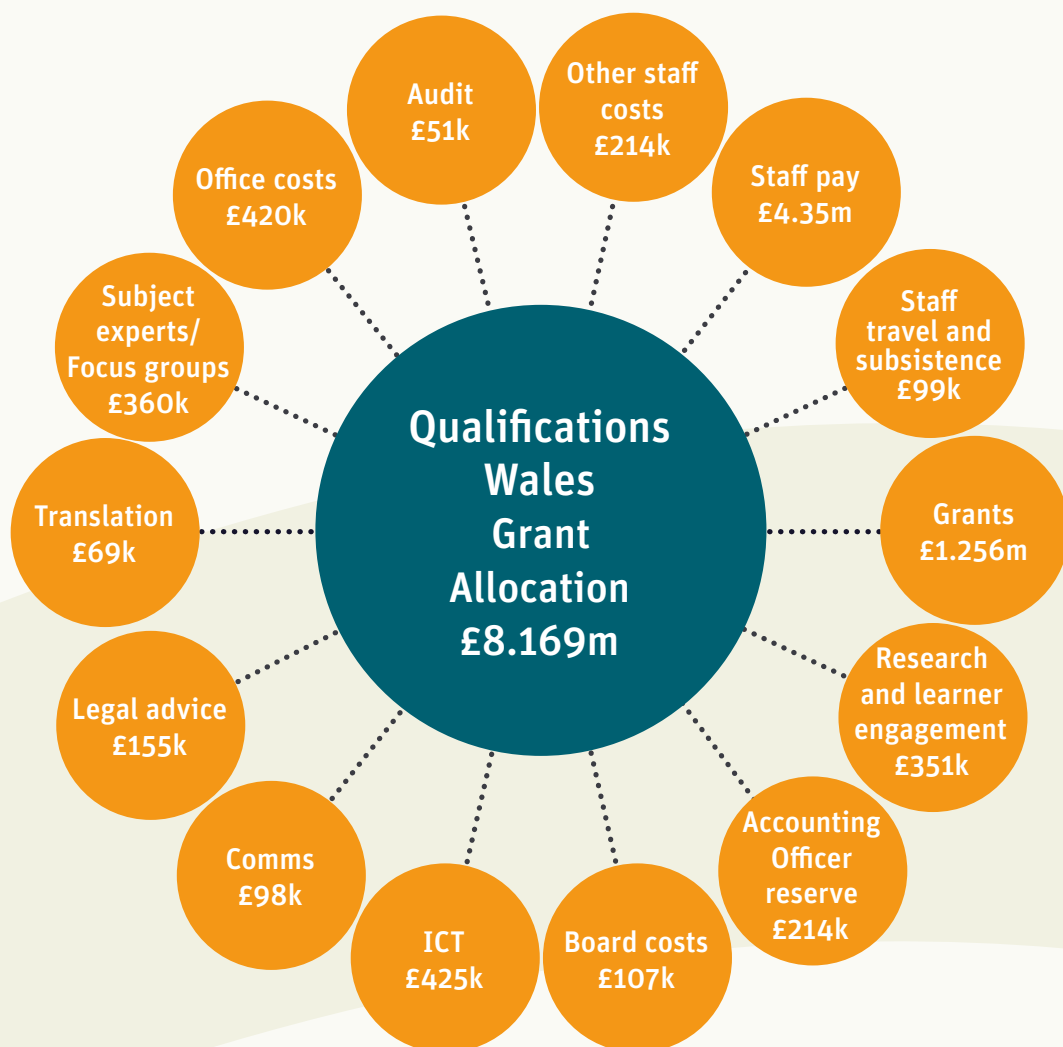 Qualifications
Wales
Grant
Allocation
£8.169m
Audit
£51k
Other staff
costs
£214k
Staff pay
£4.35m
Staff
travel and
subsistence
£99k
Grants
£1.256m
Research
and learner
engagement
£351k
Accounting
Officer
reserve
£214k
Board costs
£107k
ICT
£425k
Comms
£98k
Legal advice
£155k
Translation
£69k
Subject
experts/
Focus groups
£360k
Office costs
£420k